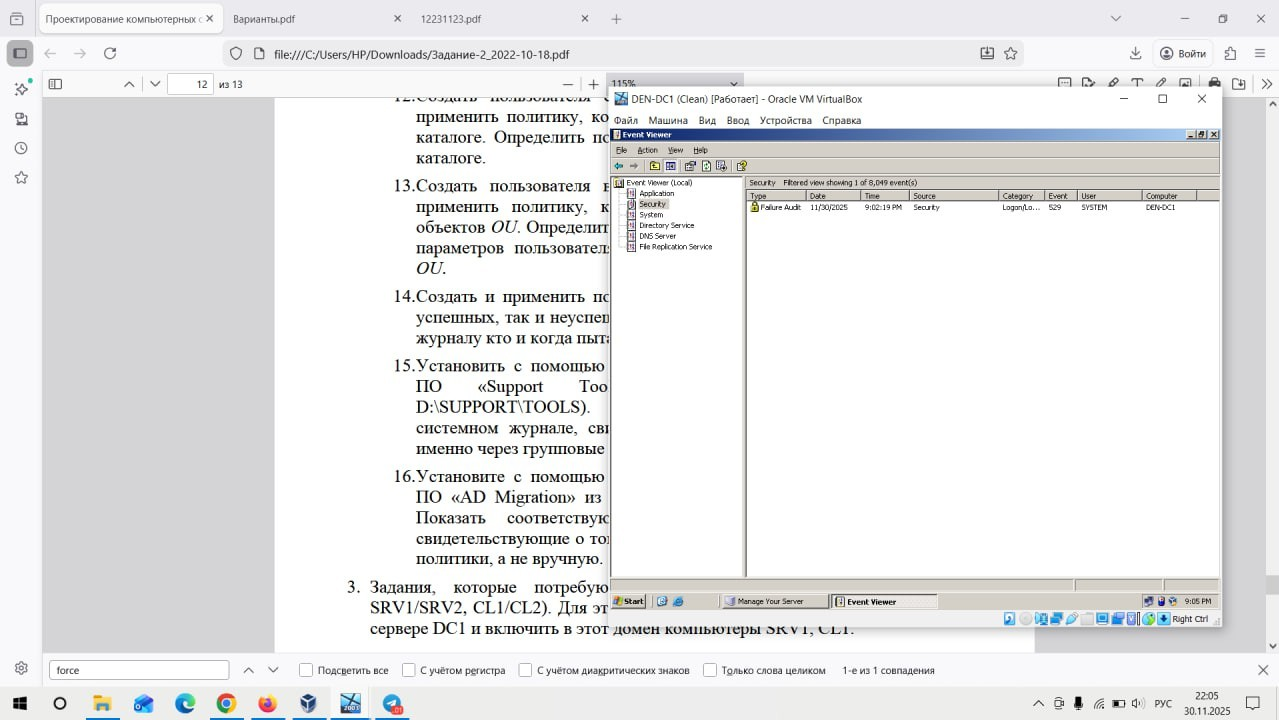 Проектирование компьютерных с
Варианты.pdf
12231123.pdf
file:///C:/Users/HP/Downloads/Задание-2_2022-10-18.pdf
Войти
12 из 13
115%
применить политику, ко
каталоге. Определить по
каталоге.
13.Создать пользователя в
применить политику, к
объектов OU. Определит
параметров пользователя
OU.
14.Создать и применить по
успешных, так и неуспеш
журналу кто и когда пыта
15.Установить с помощью
ПО «Support Too
D:\SUPPORT\TOOLS).
системном журнале, сви
именно через групповые
16.Установите с помощью
ПО «AD Migration» из
Показать соответствую
свидетельствующие о то
политики, а не вручную.
3. Задания, которые потребую
SRV1/SRV2, CL1/CL2). Для эт
сервере DC1 и включить в этот домен компьютеры SRV1, CL1.
DEN-DC1 (Clean) [Работает] - Oracle VM VirtualBox
Файл Машина Вид Ввод Устройства Справка
Event Viewer
File Action View Help
Event Viewer (Local)
Application
Security
System
Directory Service
DNS Server
File Replication Service
Security Filtered view showing 1 of 8,049 event(s)
Type Date Time Source Category Event User Computer
Failure Audit 11/30/2025 9:02:19 PM Security Logon/Lo... 529 SYSTEM DEN-DC1
Start Manage Your Server Event Viewer 9:05 PM
Right Ctrl
force
Подсветить все
С учётом регистра
С учётом диакритических знаков
Только слова целиком
1-е из 1 совпадения
РУС
22:05
30.11.2025